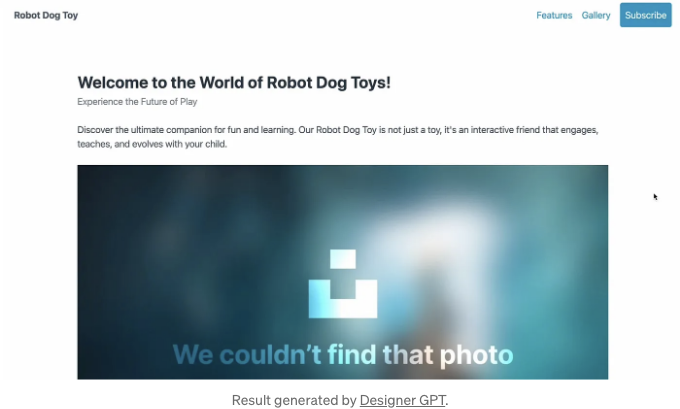 Robot Dog Toy
Features Gallery Subscribe
Welcome to the World of Robot Dog Toys!
Experience the Future of Play
Discover the ultimate companion for fun and learning. Our Robot Dog Toy is not just a toy, it's an interactive friend that engages,
teaches, and evolves with your child.
We couldn't find that photo
Result generated by Designer GPT.